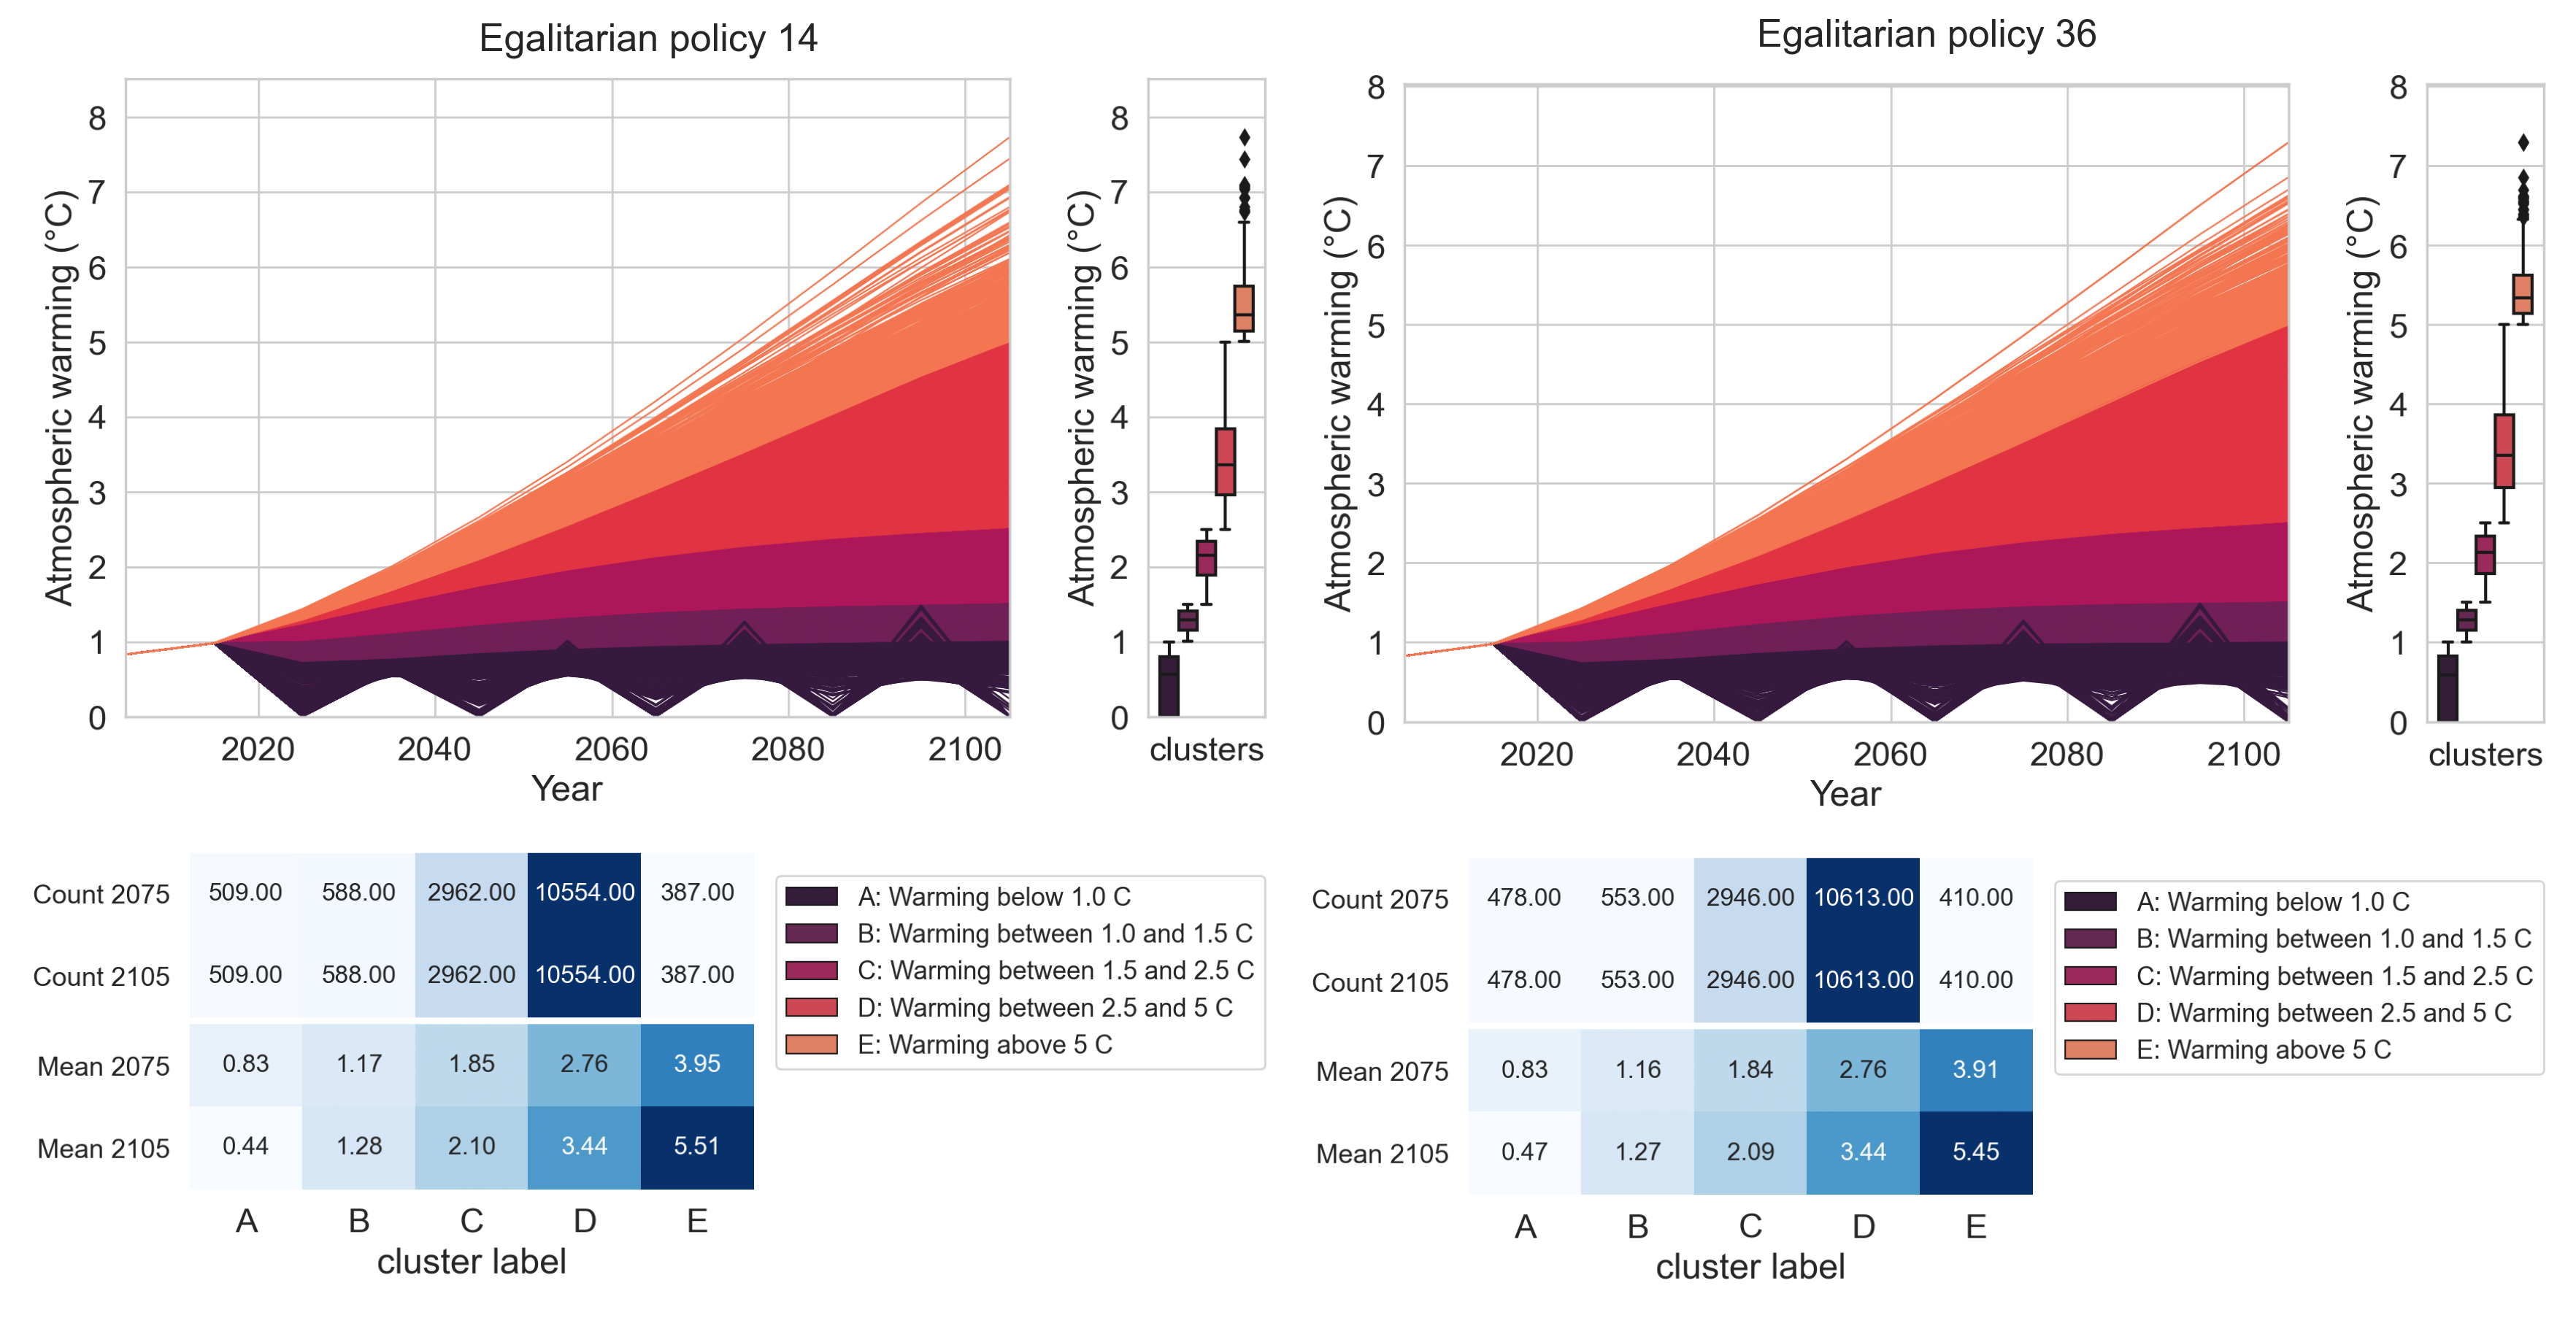 Egalitarian policy 14
Atmospheric warming (°C)
8
7
6
5
4
3
2
1
0
2020 2040 2060 2080 2100
Year
Atmospheric warming (°C)
8
7
6
5
4
3
2
1
0
clusters
Count 2075 509.00 588.00 2962.00 10554.00 387.00
Count 2105 509.00 588.00 2962.00 10554.00 387.00
Mean 2075 0.83 1.17 1.85 2.76 3.95
Mean 2105 0.44 1.28 2.10 3.44 5.51
A B C D E
cluster label
A: Warming below 1.0 C
B: Warming between 1.0 and 1.5 C
C: Warming between 1.5 and 2.5 C
D: Warming between 2.5 and 5 C
E: Warming above 5 C
Egalitarian policy 36
Atmospheric warming (°C)
8
7
6
5
4
3
2
1
0
2020 2040 2060 2080 2100
Year
Atmospheric warming (°C)
8
7
6
5
4
3
2
1
0
clusters
Count 2075 478.00 553.00 2946.00 10613.00 410.00
Count 2105 478.00 553.00 2946.00 10613.00 410.00
Mean 2075 0.83 1.16 1.84 2.76 3.91
Mean 2105 0.47 1.27 2.09 3.44 5.45
A B C D E
cluster label
A: Warming below 1.0 C
B: Warming between 1.0 and 1.5 C
C: Warming between 1.5 and 2.5 C
D: Warming between 2.5 and 5 C
E: Warming above 5 C